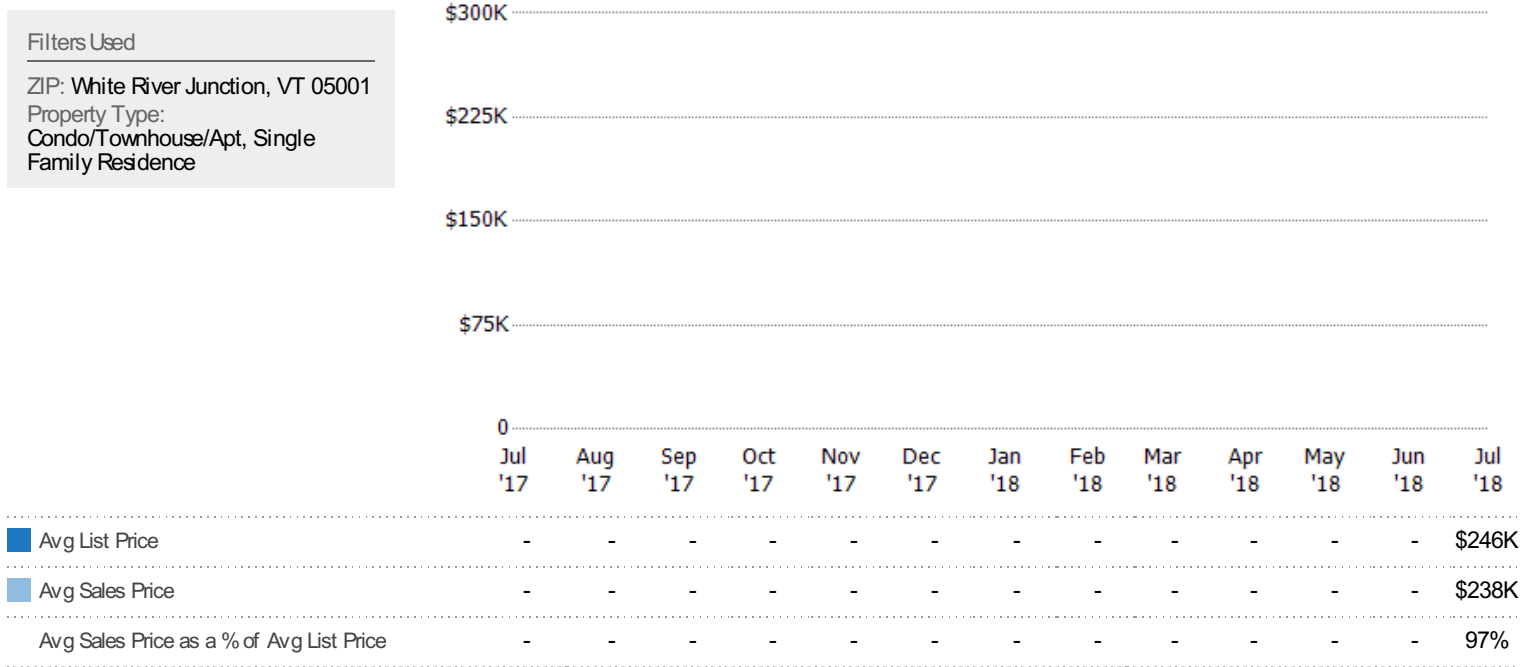 Filters Used
ZIP: White River Junction, VT 05001
Property Type:
Condo/Townhouse/Apt, Single
Family Residence
$300K
$225K
$150K
$75K
0
Jul Aug Sep Oct Nov Dec Jan Feb Mar Apr May Jun Jul
'17 '17 '17 '17 '17 '17 '18 '18 '18 '18 '18 '18 '18
Avg List Price - - - - - - - - - - - - $246K
Avg Sales Price - - - - - - - - - - - - $238K
Avg Sales Price as a % of Avg List Price - - - - - - - - - - - - 97%